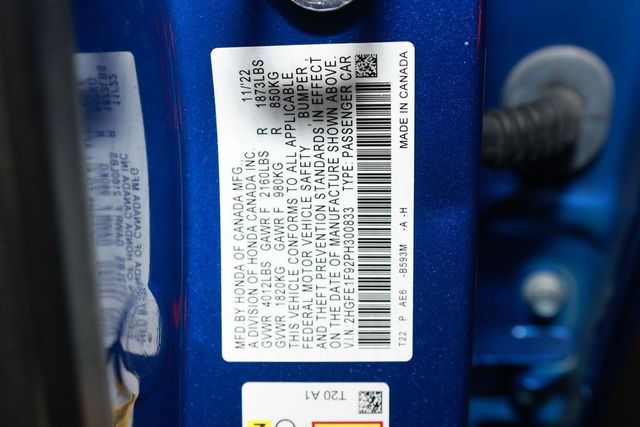 MFD.BY HONDA OF CANADA MFG. 11/'22
A DIVISION OF HONDA CANADA INC.
GVWR 4012LBS GAWR F 2160LBS R 1873LBS
GVWR 1820KG GAWR F 980KG R 850KG
THIS VEHICLE CONFORMS TO ALL APPLICABLE
FEDERAL MOTOR VEHICLE SAFETY, BUMPER,
AND THEFT PREVENTION STANDARDS IN EFFECT
ON THE DATE OF MANUFACTURE SHOWN ABOVE.
V.I.N. 2HGFE1F92PH300833 TYPE: PASSENGER CAR
T22 P AE6 -B593M -A -H MADE IN CANADA
T20 A1